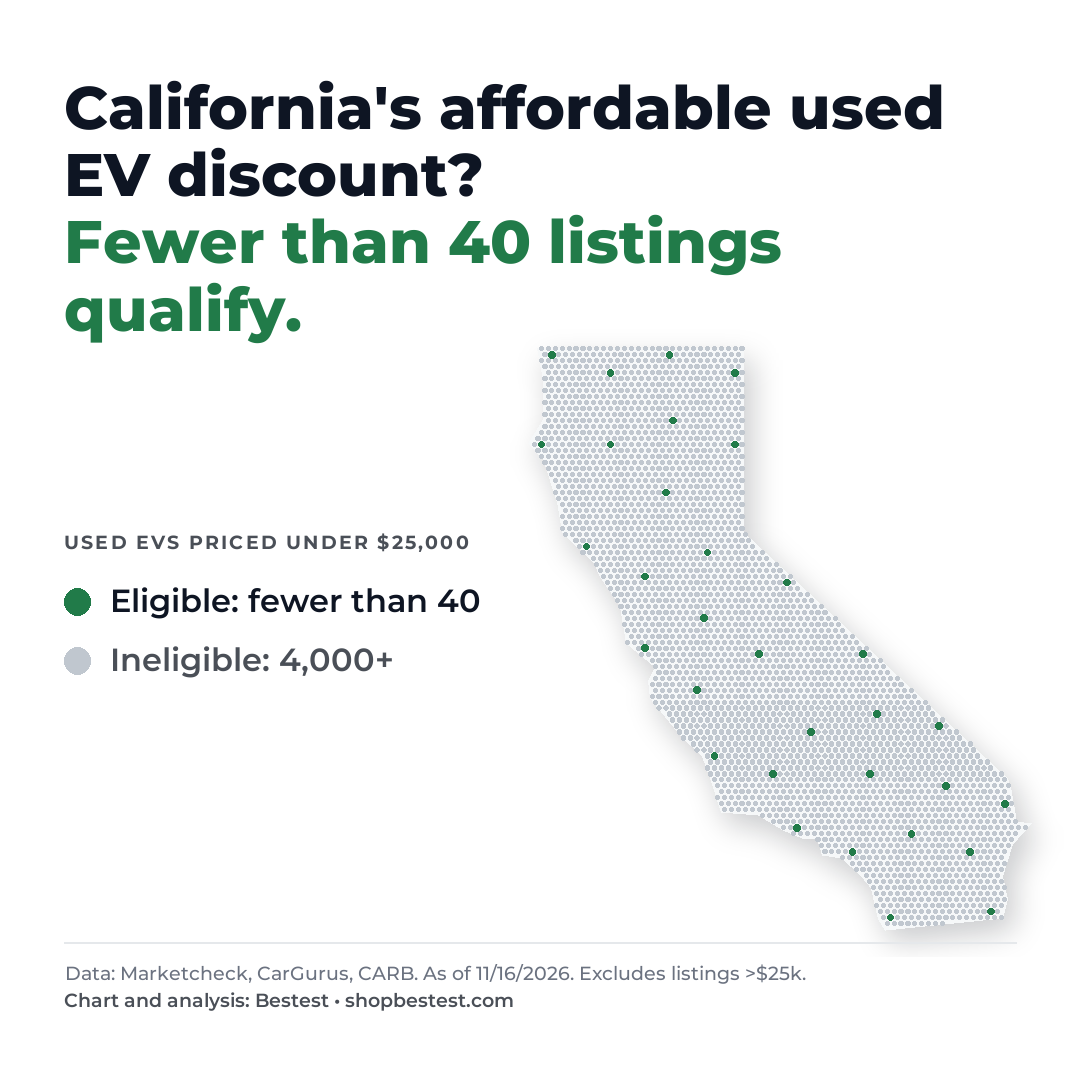 California's affordable used
EV discount?
Fewer than 40 listings
qualify.
USED EVS PRICED UNDER $25,000
Eligible: fewer than 40
Ineligible: 4,000+
Data: Marketcheck, CarGurus, CARB. As of 11/16/2026. Excludes listings >$25k.
Chart and analysis: Bestest • shopbestest.com